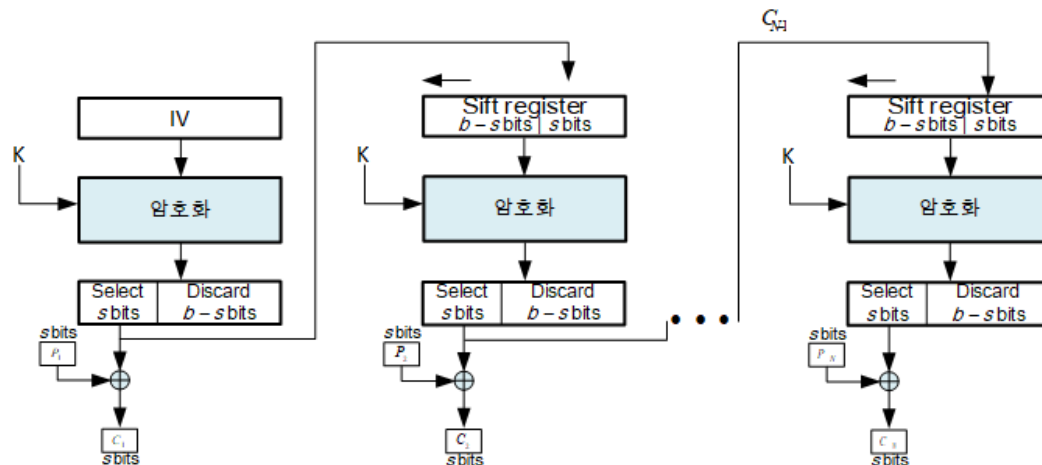 C_N-1
IV
K
암호화
Select
s bits
Discard
b – s bits
s bits
P_1
C_1
s bits
Sift register
b – s bits
s bits
K
암호화
Select
s bits
Discard
b – s bits
s bits
P_2
C_2
s bits
Sift register
b – s bits
s bits
K
암호화
Select
s bits
Discard
b – s bits
s bits
P_N
s bits